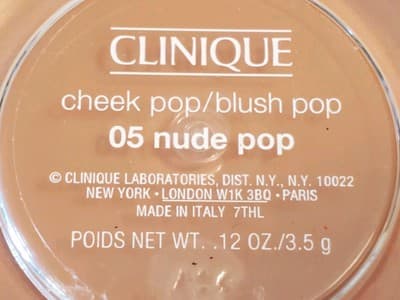 CLINIQUE
cheek pop/blush pop
05 nude pop
© CLINIQUE LABORATORIES, DIST. N.Y., N.Y. 10022
NEW YORK • LONDON W1K 3BQ • PARIS
MADE IN ITALY 7THL
POIDS NET WT. .12 OZ./3.5 g